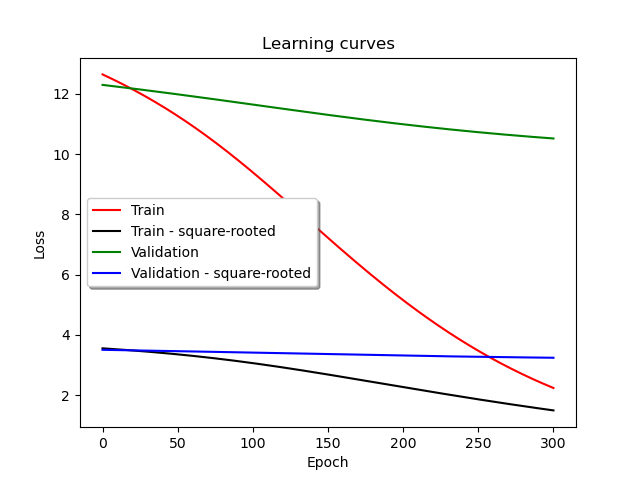 Learning curves
Loss
12
10
8
6
4
2
Train
Train - square-rooted
Validation
Validation - square-rooted
0 50 100 150 200 250 300
Epoch